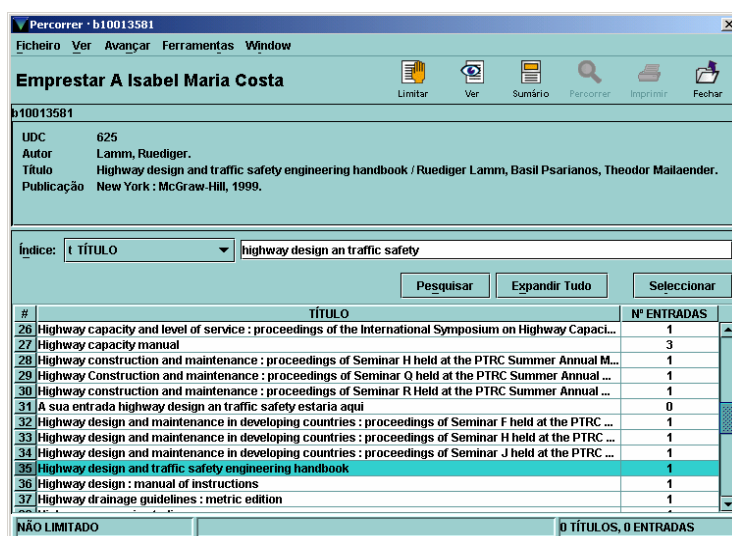 Percorrer · b10013581
Ficheiro Ver Avançar Ferramentas Window
Emprestar A Isabel Maria Costa
Limitar Ver Sumário Percorrer Imprimir Fechar
b10013581
UDC 625
Autor Lamm, Ruediger.
Título Highway design and traffic safety engineering handbook / Ruediger Lamm, Basil Psarianos, Theodor Mailaender.
Publicação New York : McGraw-Hill, 1999.
Índice: t TÍTULO highway design an traffic safety
Pesquisar Expandir Tudo Seleccionar
# TÍTULO Nº ENTRADAS
26 Highway capacity and level of service : proceedings of the International Symposium on Highway Capaci... 1
27 Highway capacity manual 3
28 Highway construction and maintenance : proceedings of Seminar H held at the PTRC Summer Annual M... 1
29 Highway Construction and maintenance : proceedings of Seminar Q held at the PTRC Summer Annual ... 1
30 Highway construction and maintenance : proceedings of Seminar R Held at the PTRC Summer Annual ... 1
31 A sua entrada highway design an traffic safety estaria aqui 0
32 Highway design and maintenance in developing countries : proceedings of Seminar F held at the PTRC ... 1
33 Highway design and maintenance in developing countries : proceedings of Seminar H held at the PTRC ... 1
34 Highway design and maintenance in developing countries : proceedings of Seminar J held at the PTRC ... 1
35 Highway design and traffic safety engineering handbook 1
36 Highway design : manual of instructions 1
37 Highway drainage guidelines : metric edition 1
NÃO LIMITADO 0 TÍTULOS, 0 ENTRADAS